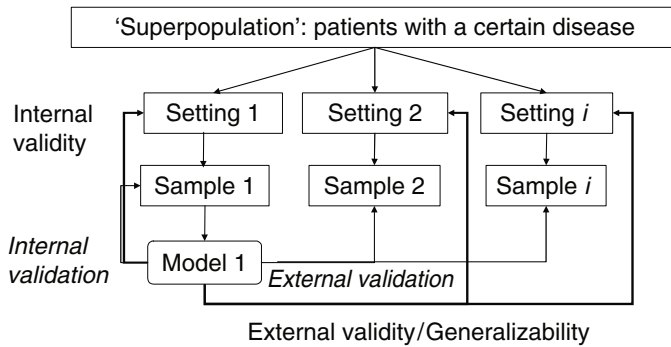 ‘Superpopulation’: patients with a certain disease
Internal
validity
Setting 1
Setting 2
Setting i
Sample 1
Sample 2
Sample i
Internal
validation
Model 1
External validation
External validity/Generalizability